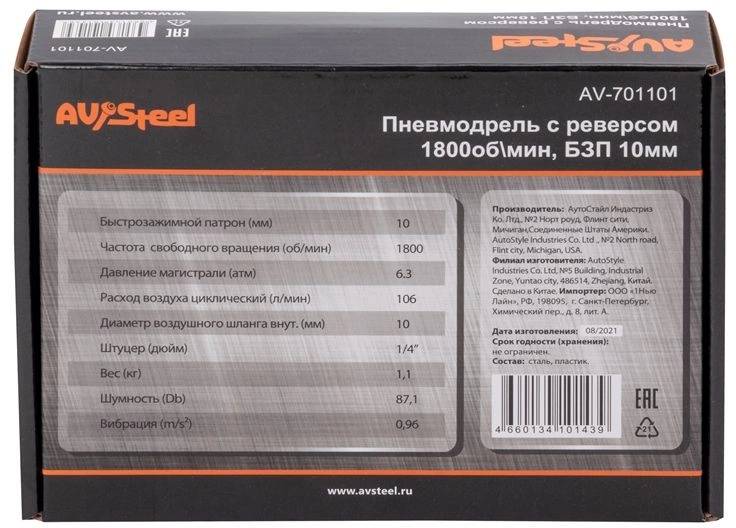 www.avsteel.ru
AV-701101
EAC
Пневмодрель с реверсом
1800об\мин, БЗП 10мм
AV Steel
AV Steel
AV-701101
Пневмодрель с реверсом
1800об\мин, БЗП 10мм
Быстрозажимной патрон (мм) 10
Частота свободного вращения (об/мин) 1800
Давление магистрали (атм) 6.3
Расход воздуха циклический (л/мин) 106
Диаметр воздушного шланга внут. (мм) 10
Штуцер (дюйм) 1/4”
Вес (кг) 1,1
Шумность (Db) 87,1
Вибрация (m/s²) 0,96
Производитель: АутоСтайл Индастриз
Ко. Лтд., №2 Норт роуд, Флинт сити,
Мичиган,Соединенные Штаты Америки.
AutoStyle Industries Co. Ltd ., №2 North road,
Flint city, Michigan, USA.
Филиал изготовителя: AutoStyle
Industries Co. Ltd, №5 Building, Industrial
Zone, Yuntao city, 486514, Zhejiang, Китай.
Сделано в Китае. Импортер: ООО «1Нью
Лайн», РФ, 198095, г. Санкт-Петербург,
Химический пер., д. 8, лит. А.
Дата изготовления: 08/2021
Срок годности (хранения):
не ограничен.
Состав: сталь, пластик.
4 660134 101439
EAC
21
www.avsteel.ru